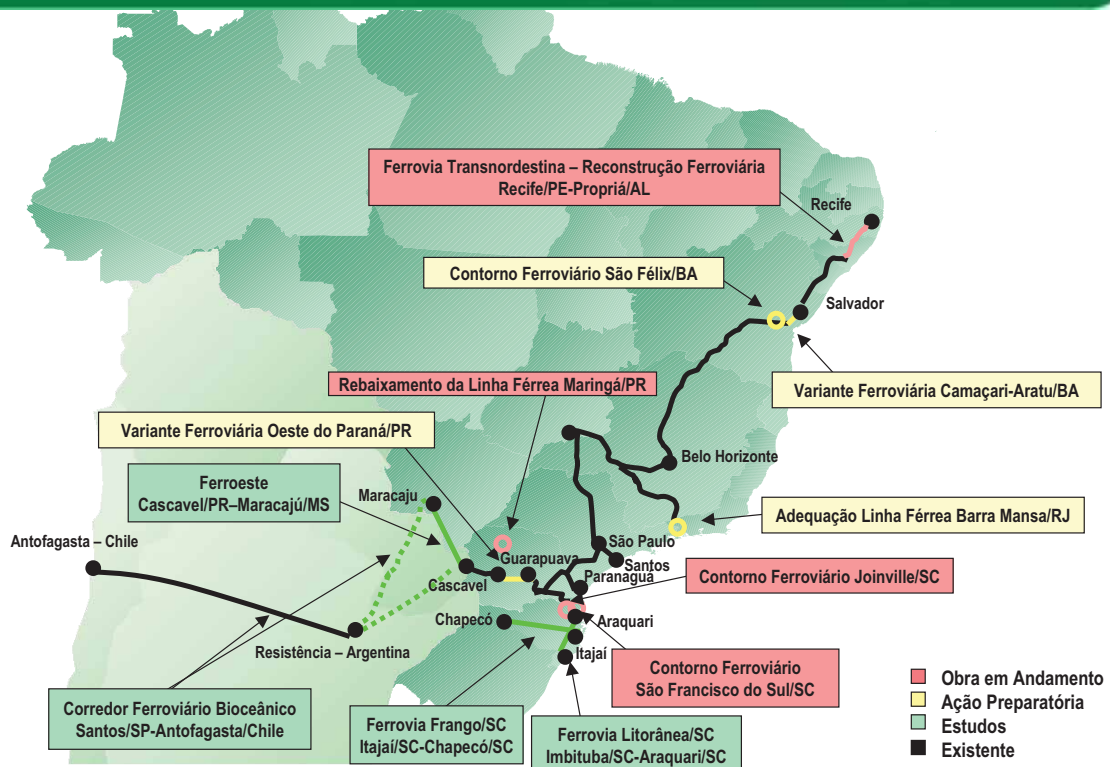 Ferrovia Transnordestina – Reconstrução Ferroviária
Recife/PE-Propriá/AL
Recife
Contorno Ferroviário São Félix/BA
Salvador
Rebaixamento da Linha Férrea Maringá/PR
Variante Ferroviária Camaçari-Aratu/BA
Variante Ferroviária Oeste do Paraná/PR
Belo Horizonte
Ferroeste
Cascavel/PR–Maracajú/MS
Maracaju
Adequação Linha Férrea Barra Mansa/RJ
Antofagasta – Chile
São Paulo
Guarapuava
Santos
Cascavel
Paranaguá
Contorno Ferroviário Joinville/SC
Chapecó
Araquari
Itajaí
Resistência – Argentina
Contorno Ferroviário
São Francisco do Sul/SC
Corredor Ferroviário Bioceânico
Santos/SP-Antofagasta/Chile
Ferrovia Frango/SC
Itajaí/SC-Chapecó/SC
Ferrovia Litorânea/SC
Imbituba/SC-Araquari/SC
Obra em Andamento
Ação Preparatória
Estudos
Existente